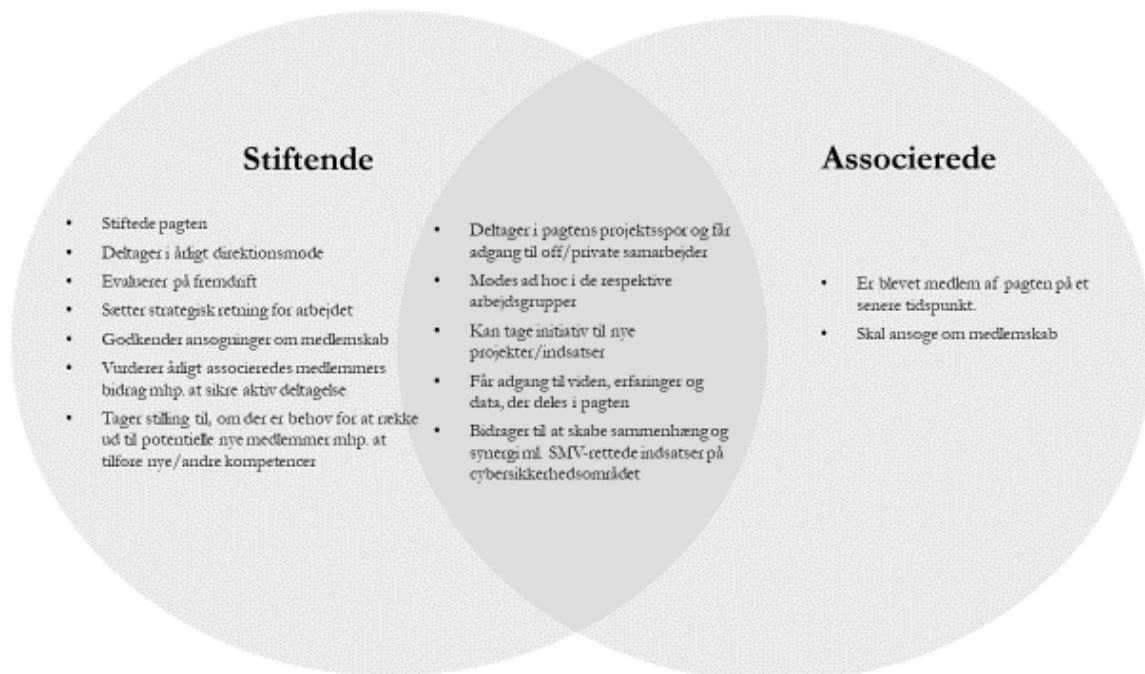 Stiftende
• Stiftede pagten
• Deltager i årligt direktionsmøde
• Evaluerer på fremdrift
• Sætter strategisk retning for arbejdet
• Godkender ansøgninger om medlemskab
• Vurderer årligt associeredes medlemmers
bidrag mhp. at sikre aktiv deltagelse
• Tager stilling til, om der er behov for at række
ud til potentielle nye medlemmer mhp. at
tilføre nye/andre kompetencer
• Deltager i pagtens projektsspor og får
adgang til off/private samarbejder
• Mødes ad hoc i de respektive
arbejdsgrupper
• Kan tage initiativ til nye
projekter/indsatser
• Får adgang til viden, erfaringer og
data, der deles i pagten
• Bidrager til at skabe sammenhæng og
synergi ml. SMV-rettede indsatser på
cybersikkerhedsområdet
Associerede
• Er blevet medlem af pagten på et
senere tidspunkt.
• Skal ansøge om medlemskab